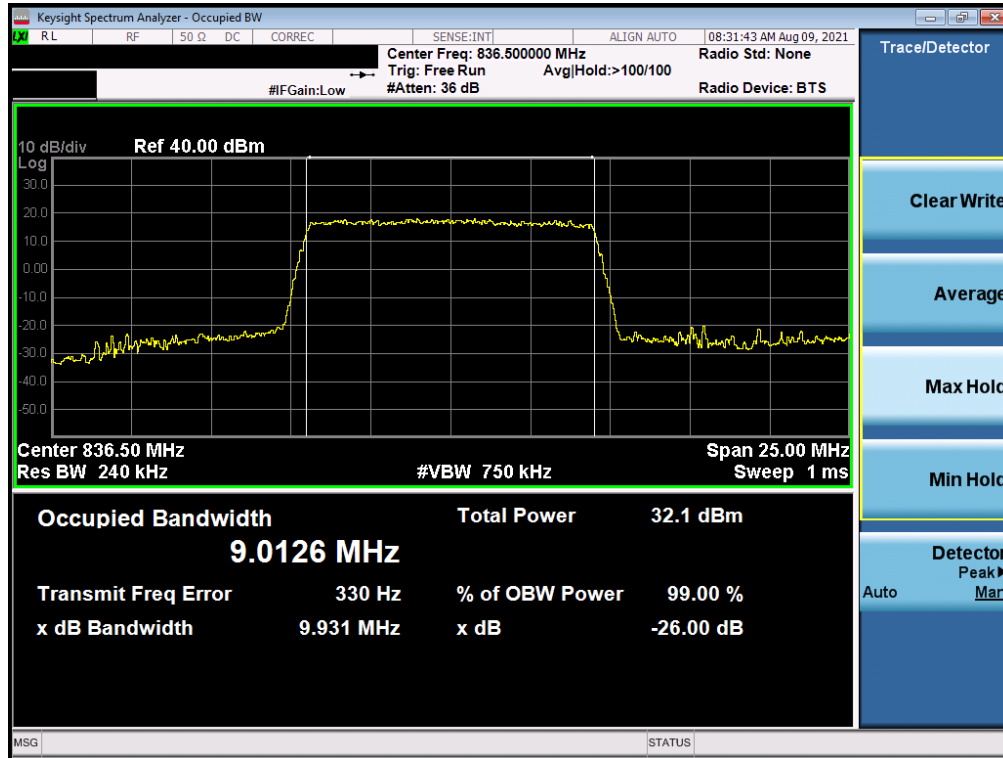 Keysight Spectrum Analyzer - Occupied BW
LXI RL RF 50 Ω DC CORREC SENSE:INT ALIGN AUTO 08:31:43 AM Aug 09, 2021
Center Freq: 836.500000 MHz Radio Std: None
Trig: Free Run Avg|Hold:>100/100
#IFGain:Low #Atten: 36 dB Radio Device: BTS
Trace/Detector
10 dB/div Ref 40.00 dBm
Log
30.0
20.0
10.0
0.00
-10.0
-20.0
-30.0
-40.0
-50.0
Center 836.50 MHz Span 25.00 MHz
Res BW 240 kHz #VBW 750 kHz Sweep 1 ms
Occupied Bandwidth Total Power 32.1 dBm
9.0126 MHz
Transmit Freq Error 330 Hz % of OBW Power 99.00 %
x dB Bandwidth 9.931 MHz x dB -26.00 dB
Clear Write
Average
Max Hold
Min Hold
Detector
Peak
Auto Man
MSG STATUS